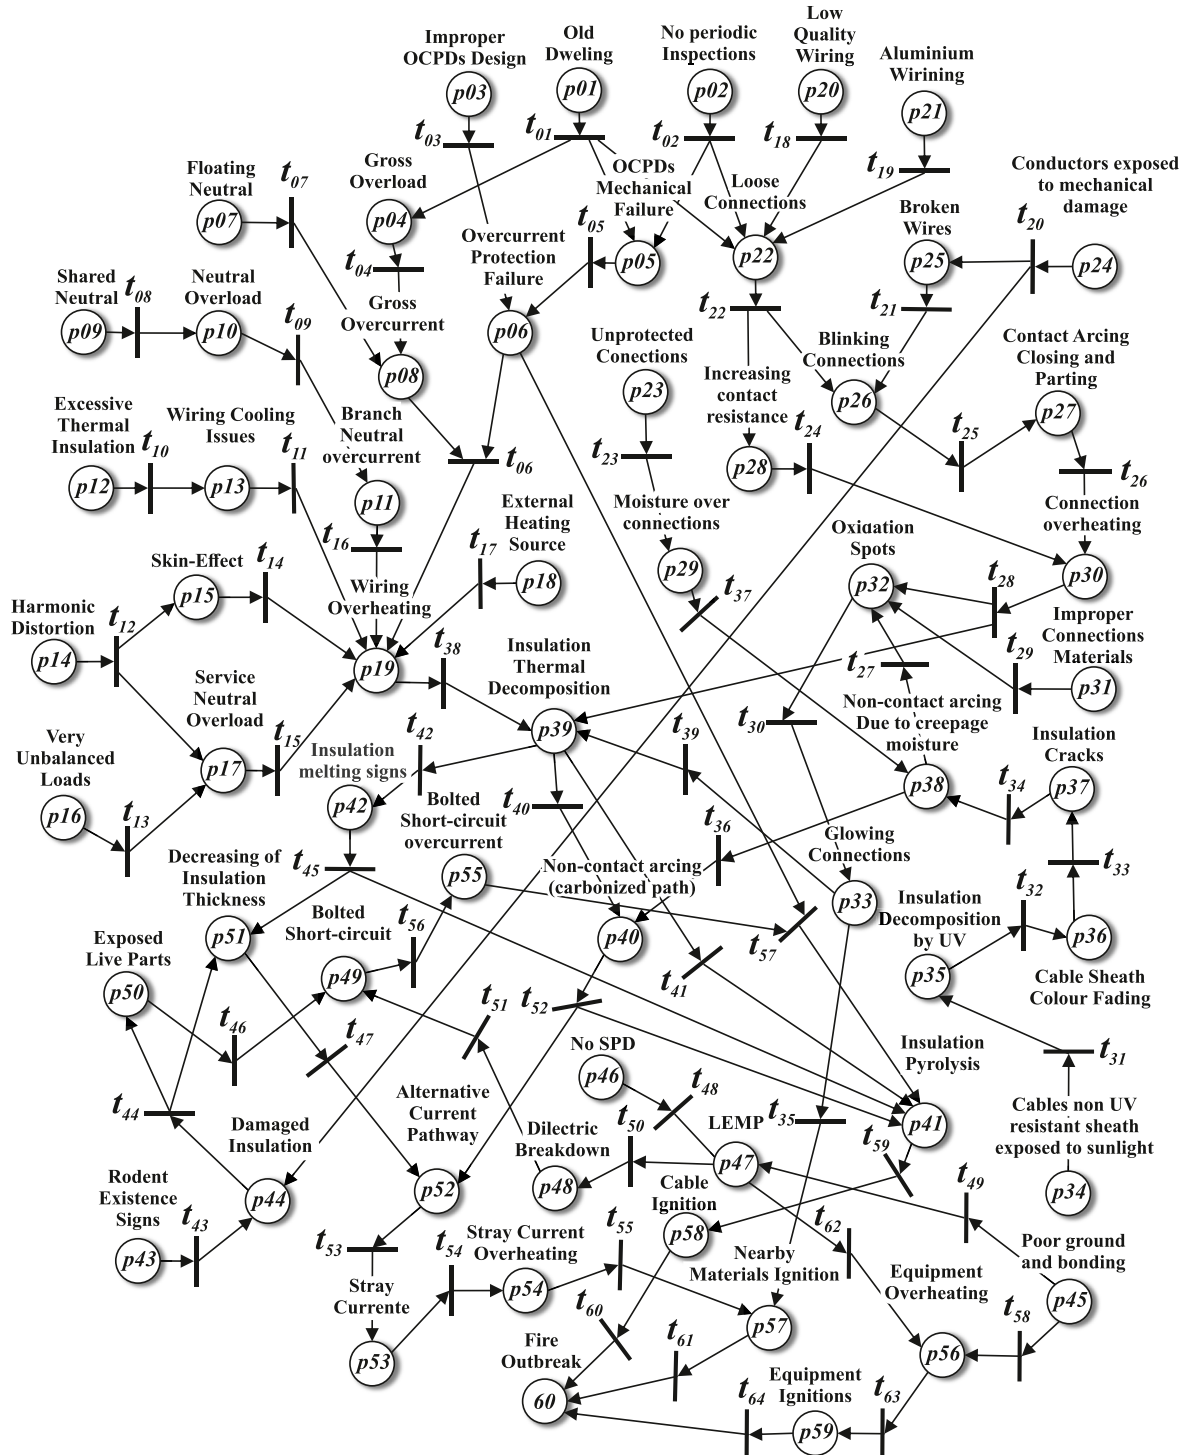 Improper
OCPDs Design
p03
t03
Old
Dweling
p01
t01
No periodic
Inspections
p02
t02
Low
Quality
Wiring
p20
t18
Aluminium
Wirining
p21
t19
Conductors exposed
to mechanical
damage
t20
p24
Floating
Neutral
p07
t07
Gross
Overload
p04
t04
OCPDs
Mechanical
Failure
t05
p05
Loose
Connections
p22
t22
Broken
Wires
p25
t21
Overcurrent
Protection
Failure
p06
Shared
Neutral
p09
t08
Neutral
Overload
p10
t09
Gross
Overcurrent
p08
t06
Unprotected
Conections
p23
t23
Increasing
contact
resistance
p28
t24
Blinking
Connections
p26
t25
Contact Arcing
Closing and
Parting
p27
t26
Excessive
Thermal
Insulation
p12
t10
Wiring Cooling
Issues
p13
t11
Branch
Neutral
overcurrent
p11
t16
External
Heating
Source
t17
p18
Moisture over
connections
p29
t37
Oxidation
Spots
p32
Connection
overheating
p30
t28
Improper
Connections
Materials
t29
p31
t27
Skin-Effect
p15
t14
Harmonic
Distortion
p14
t12
Wiring
Overheating
p19
t38
Service
Neutral
Overload
p17
t15
Insulation
Thermal
Decomposition
p39
t39
t30
Non-contact arcing
Due to creepage
moisture
p38
Insulation
Cracks
p37
t34
t33
Very
Unbalanced
Loads
p16
t13
Insulation
melting signs
p42
t42
t45
t40
t36
Bolted
Short-circuit
overcurrent
p55
Non-contact arcing
(carbonized path)
p40
Glowing
Connections
p33
t57
t41
Insulation
Decomposition
by UV
p35
t32
p36
Cable Sheath
Colour Fading
t31
Decreasing of
Insulation
Thickness
p51
Bolted
Short-circuit
p49
t56
Exposed
Live Parts
p50
t46
t47
t51
t52
t44
Damaged
Insulation
p44
Alternative
Current
Pathway
p52
No SPD
p46
t48
Dilectric
Breakdown
p48
t50
LEMP
p47
t35
Insulation
Pyrolysis
p41
t59
Cables non UV
resistant sheath
exposed to sunlight
p34
Rodent
Existence
Signs
p43
t43
t53
t54
Stray Current
Overheating
p54
t55
Cable
Ignition
p58
t62
t49
Poor ground
and bonding
p45
t58
Stray
Currente
p53
Nearby
Materials Ignition
p57
t60
t61
Equipment
Overheating
p56
Fire
Outbreak
60
t64
Equipment
Ignitions
p59
t63